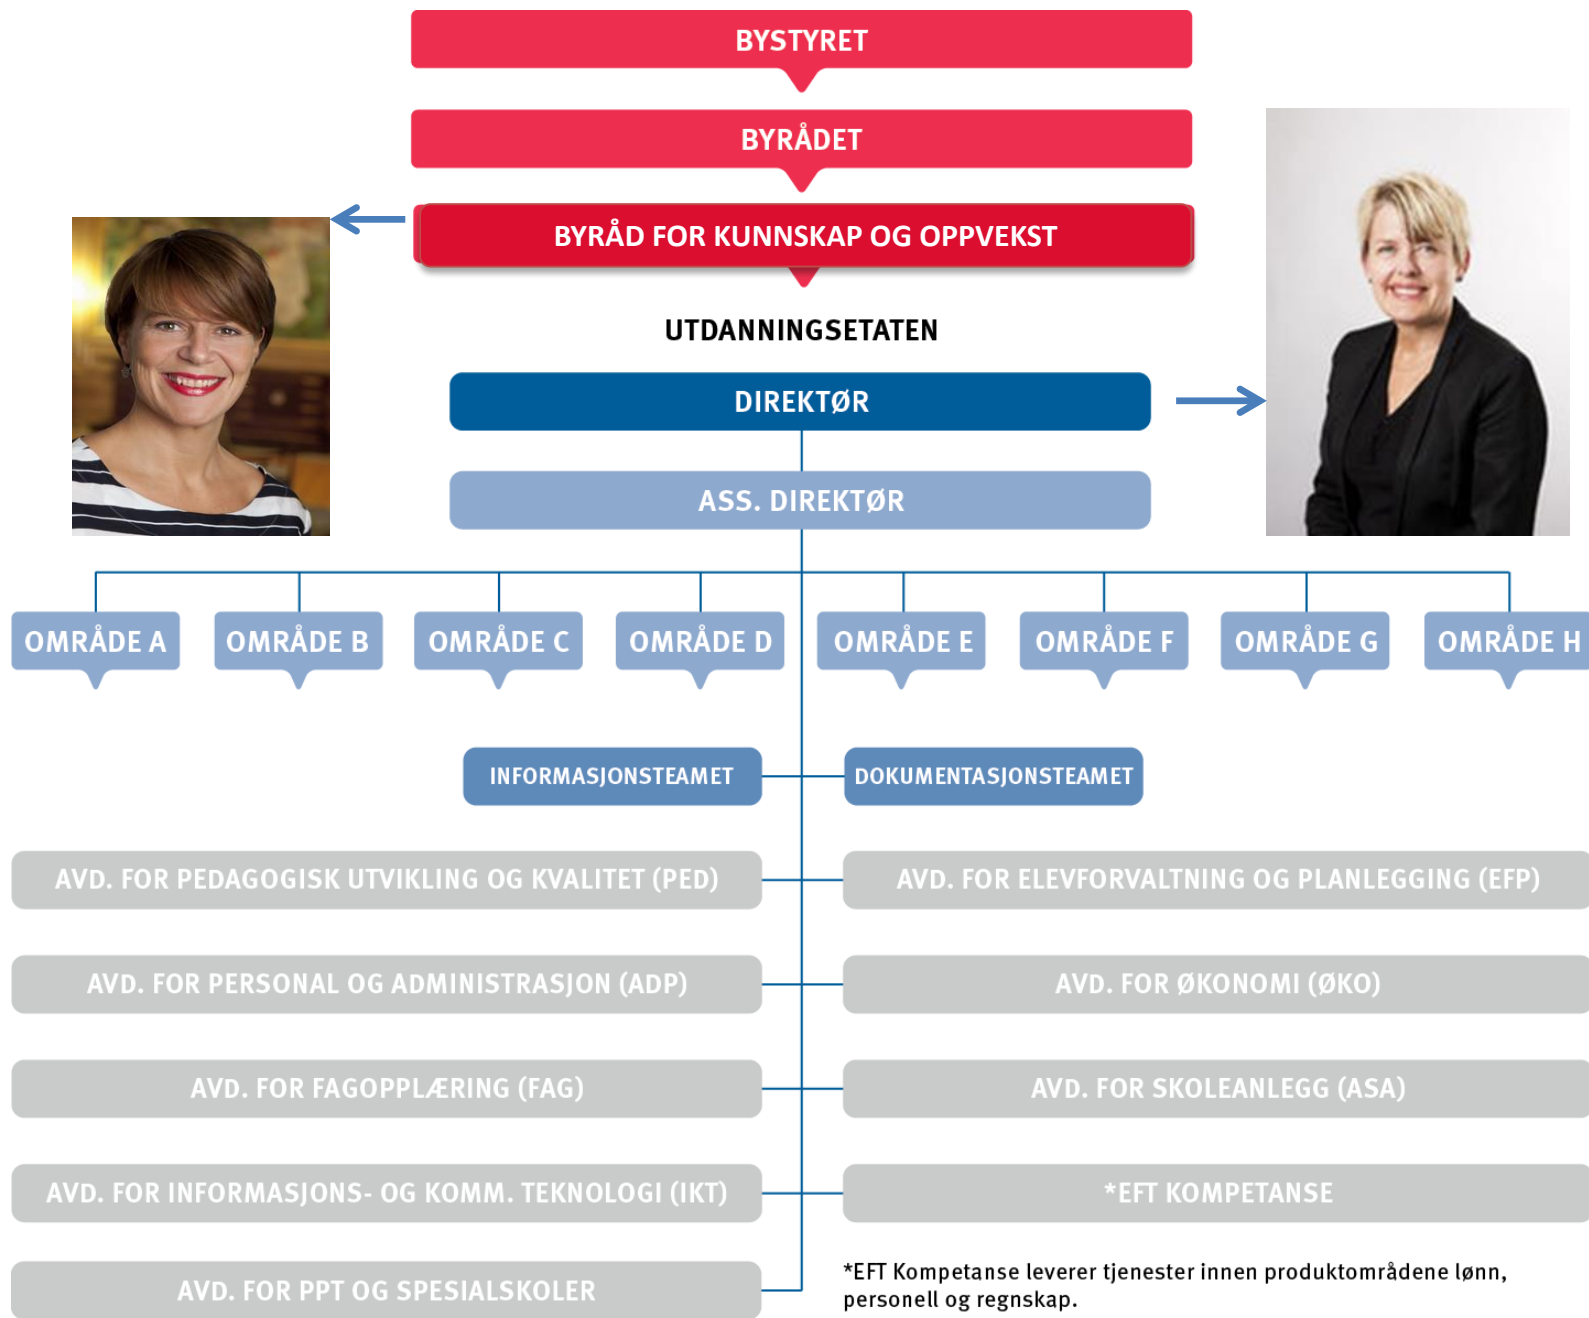 BYSTYRET
BYRÅDET
BYRÅD FOR KUNNSKAP OG OPPVEKST
UTDANNINGSETATEN
DIREKTØR
ASS. DIREKTØR
OMRÅDE A
OMRÅDE B
OMRÅDE C
OMRÅDE D
OMRÅDE E
OMRÅDE F
OMRÅDE G
OMRÅDE H
INFORMASJONSTEAMET
DOKUMENTASJONSTEAMET
AVD. FOR PEDAGOGISK UTVIKLING OG KVALITET (PED)
AVD. FOR ELEVFORVALTNING OG PLANLEGGING (EFP)
AVD. FOR PERSONAL OG ADMINISTRASJON (ADP)
AVD. FOR ØKONOMI (ØKO)
AVD. FOR FAGOPPLÆRING (FAG)
AVD. FOR SKOLEANLEGG (ASA)
AVD. FOR INFORMASJONS- OG KOMM. TEKNOLOGI (IKT)
*EFT KOMPETANSE
AVD. FOR PPT OG SPESIALSKOLER
*EFT Kompetanse leverer tjenester innen produktområdene lønn,
personell og regnskap.